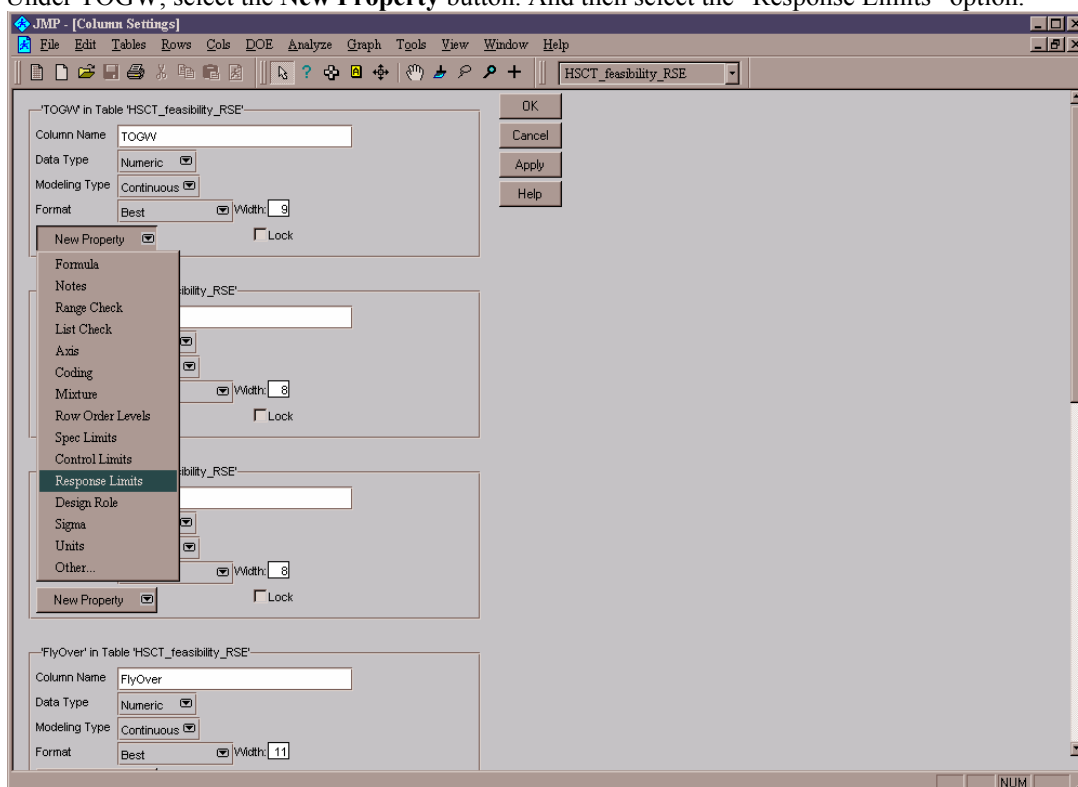 Under TOGW, select the New Property button. And then select the "Response Limits" option.
JMP - [Column Settings]
File Edit Tables Rows Cols DOE Analyze Graph Tools View Window Help
HSCT_feasibility_RSE
'TOGW' in Table 'HSCT_feasibility_RSE'
OK
Column Name TOGW
Cancel
Data Type Numeric
Apply
Modeling Type Continuous
Help
Format Best Width: 9
New Property Lock
Formula
Notes
ibility_RSE'
Range Check
List Check
Axis
Coding
Mixture Width: 8
Row Order Levels Lock
Spec Limits
Control Limits
ibility_RSE'
Response Limits
Design Role
Sigma
Units
Other... Width: 8
New Property Lock
'FlyOver' in Table 'HSCT_feasibility_RSE'
Column Name FlyOver
Data Type Numeric
Modeling Type Continuous
Format Best Width: 11
NUM